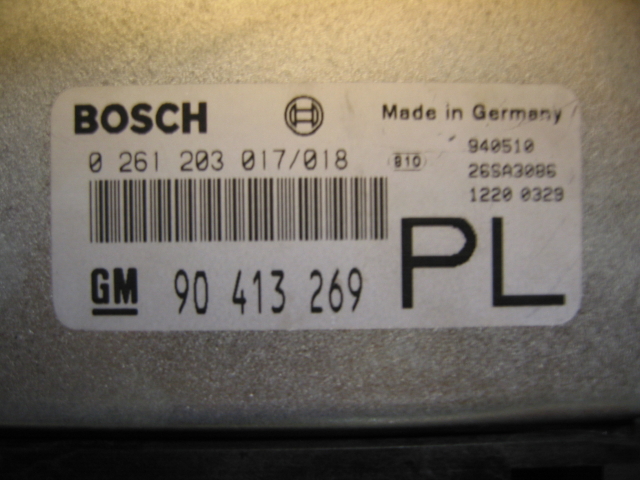 BOSCH
Made in Germany
0 261 203 017/018
810
940510
26SA3086
1220 0329
GM 90 413 269
PL